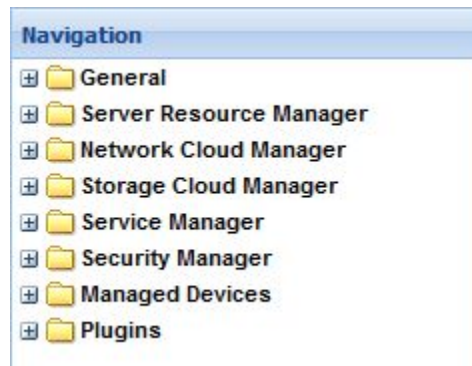 Navigation
General
Server Resource Manager
Network Cloud Manager
Storage Cloud Manager
Service Manager
Security Manager
Managed Devices
Plugins